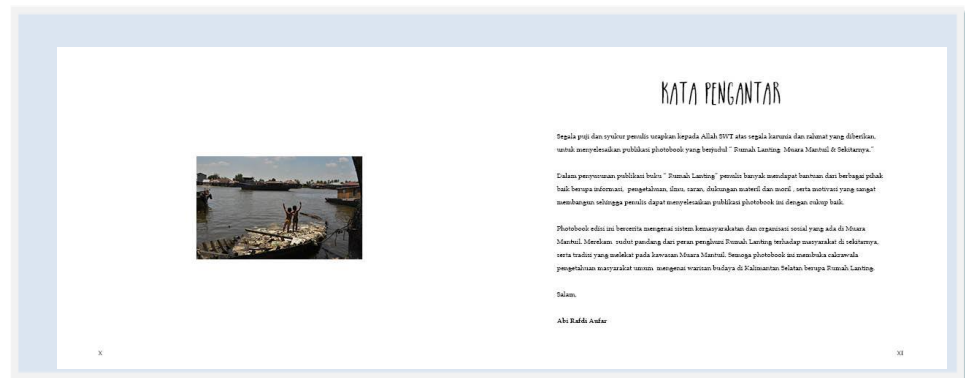 KATA PENGANTAR
Segala puji dan syukur penulis ucapkan kepada Allah SWT atas segala karunia dan rahmat yang diberikan,
untuk menyelesaikan publikasi photobook yang berjudul " Rumah Lanting Muara Mantuil & Sekitarnya."
Dalam penyusunan publikasi buku " Rumah Lanting" penulis banyak mendapat bantuan dari berbagai pihak
baik berupa informasi, pengetahuan, ilmu, saran, dukungan materil dan moril , serta motivasi yang sangat
membangun sehingga penulis dapat menyelesaikan publikasi photobook ini dengan cukup baik.
Photobook edisi ini bercerita mengenai sistem kemasyarakatan dan organisasi sosial yang ada di Muara
Mantuil. Merekam sudut pandang dari peran penghuni Rumah Lanting terhadap masyarakat di sekitarnya,
serta tradisi yang melekat pada kawasan Muara Mantuil. Semoga photobook ini membuka cakrawala
pengetahuan masyarakat umum mengenai warisan budaya di Kalimantan Selatan berupa Rumah Lanting.
Salam,
Abi Rafdi Aufar
X
XI